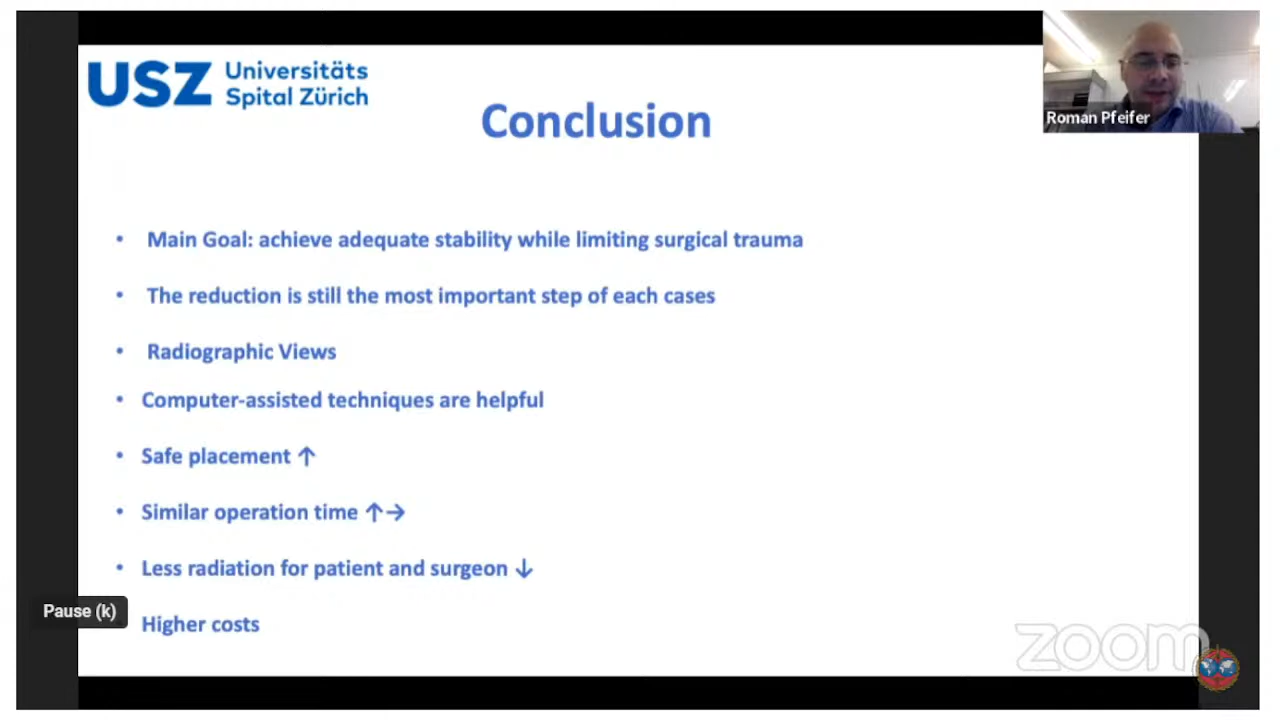 USZ Universitäts
Spital Zürich
Conclusion
Roman Pfeifer
• Main Goal: achieve adequate stability while limiting surgical trauma
• The reduction is still the most important step of each cases
• Radiographic Views
• Computer-assisted techniques are helpful
• Safe placement ↑
• Similar operation time ↑→
• Less radiation for patient and surgeon ↓
Pause (k)
Higher costs
zoom